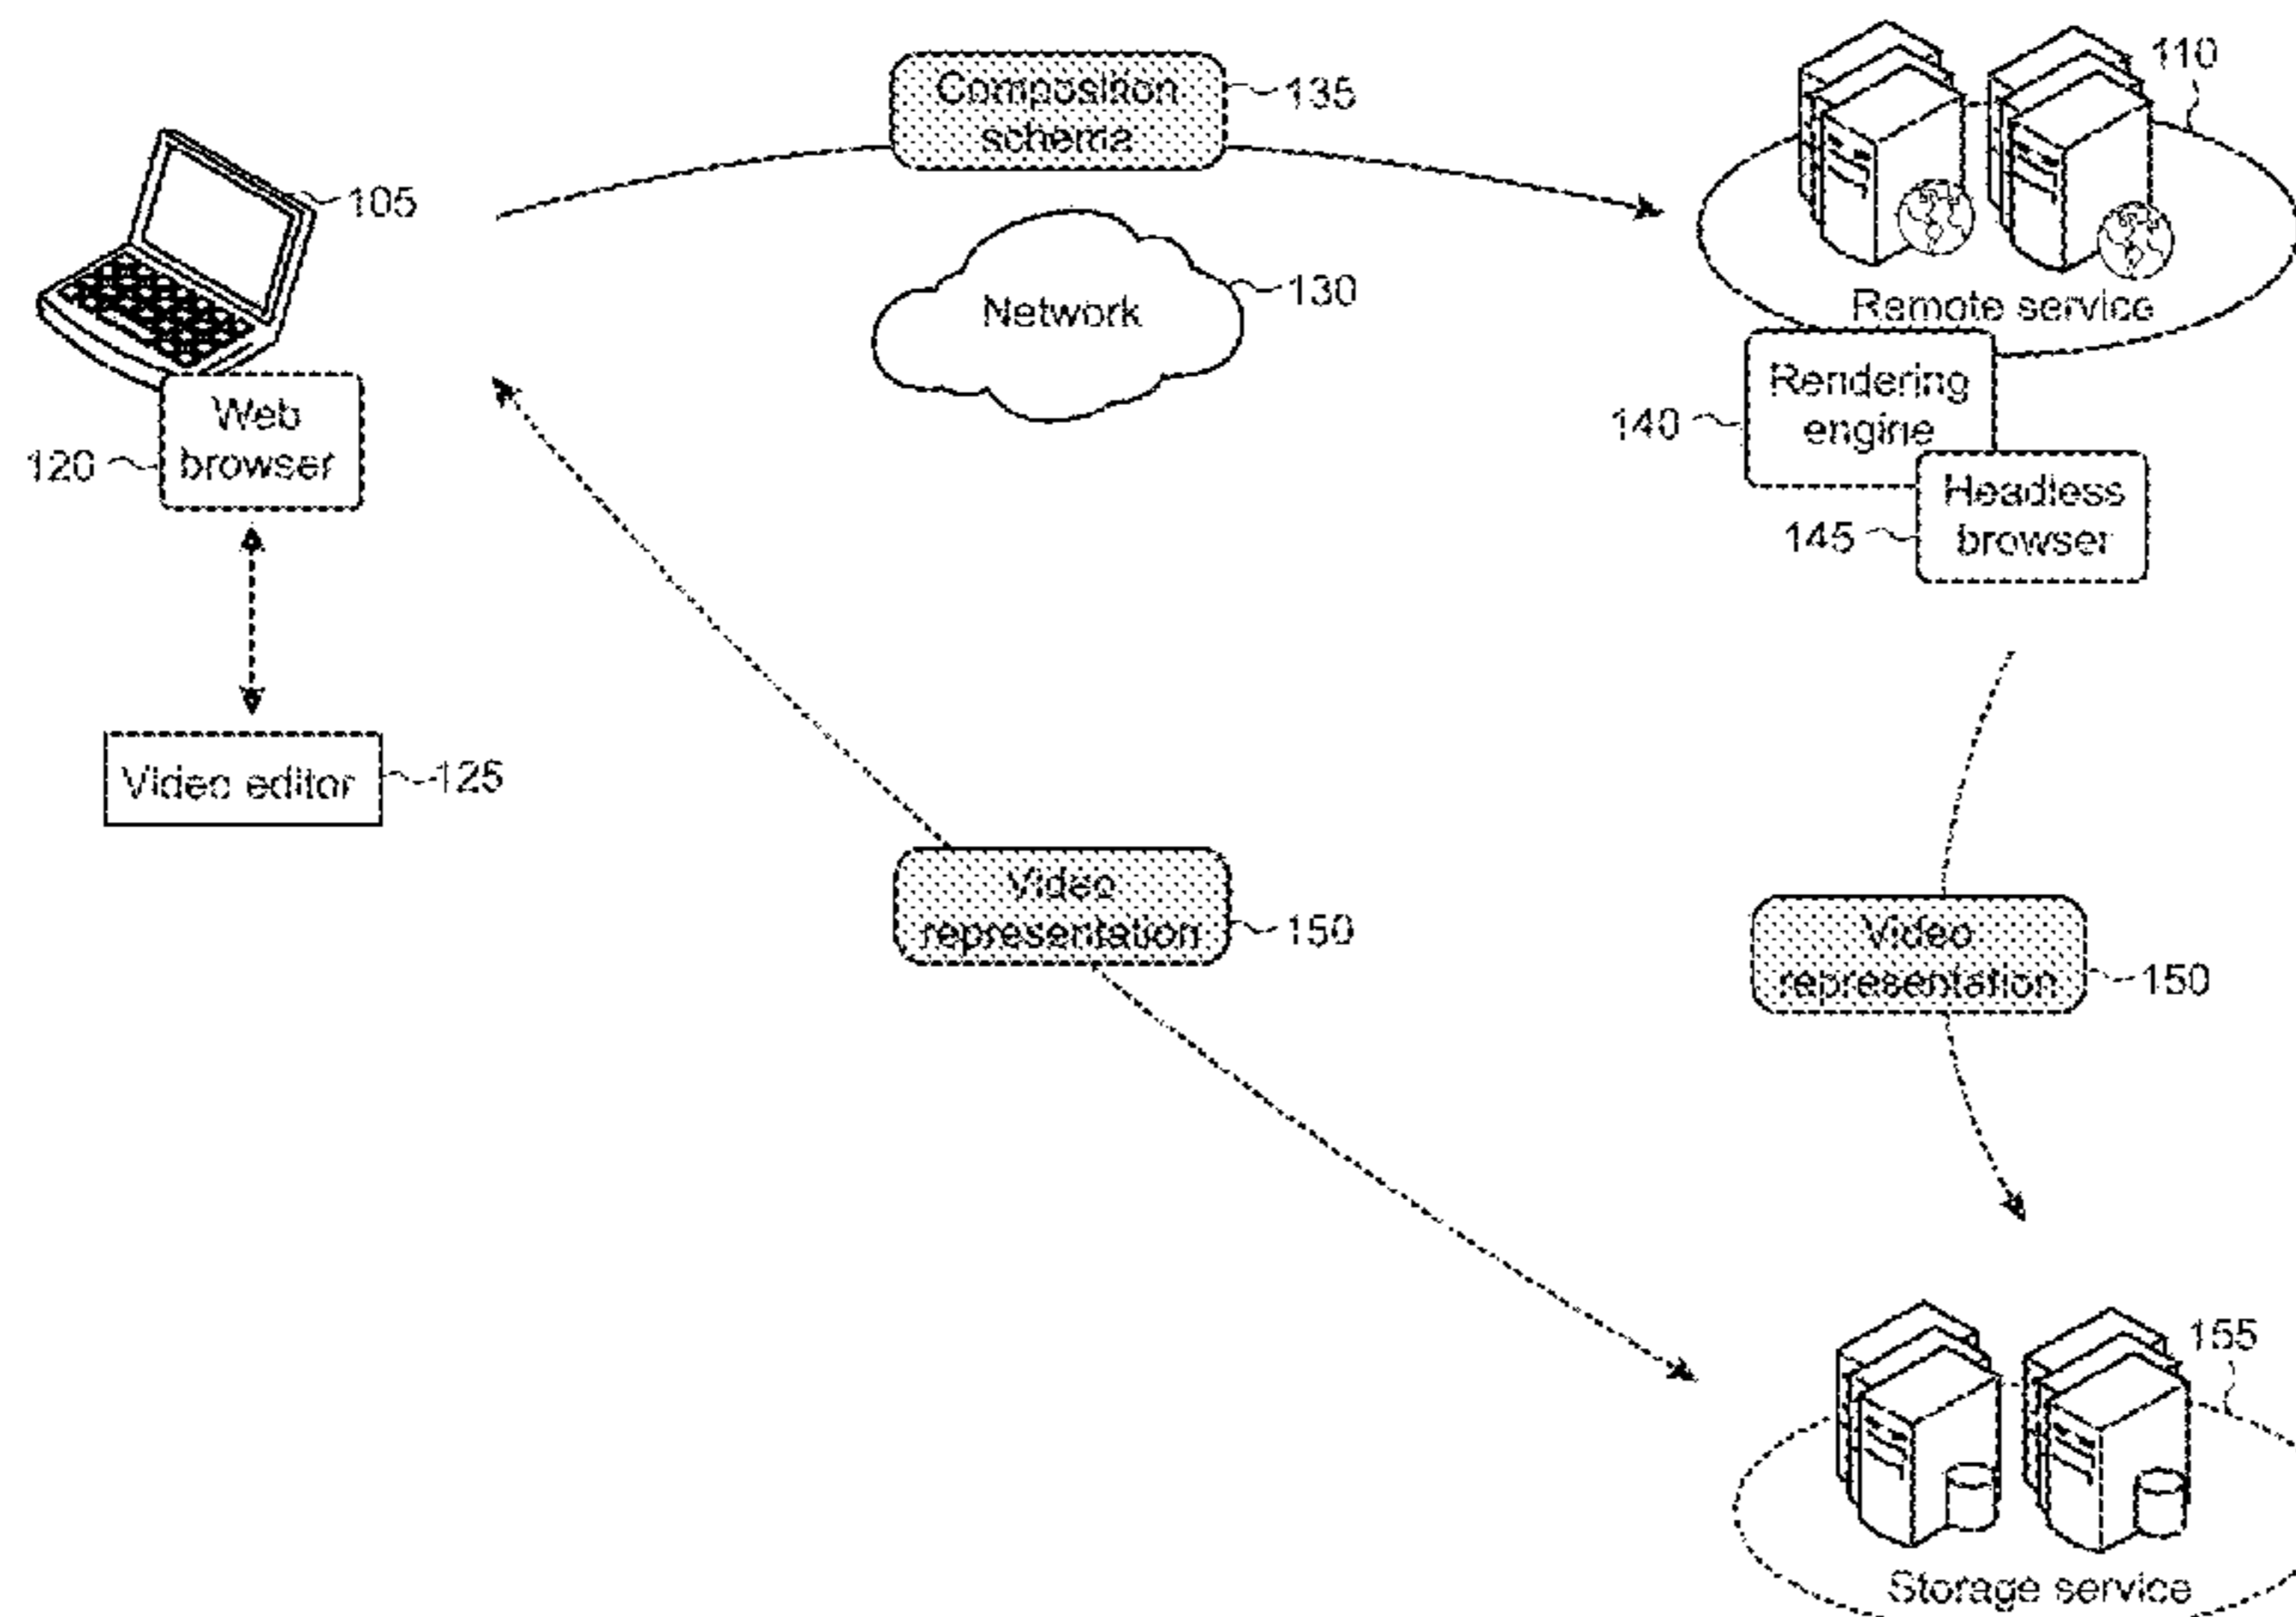 Composition
schema
135
110
105
Network
130
Remote service
Rendering
engine
140
Web
browser
120
Headless
browser
145
Video editor
125
Video
representation
150
Video
representation
150
155
Storage service